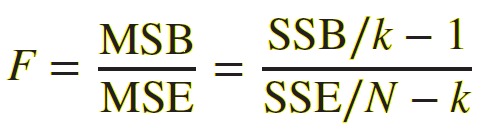 F = MSB/MSE = SSB/k − 1 / SSE/N − k